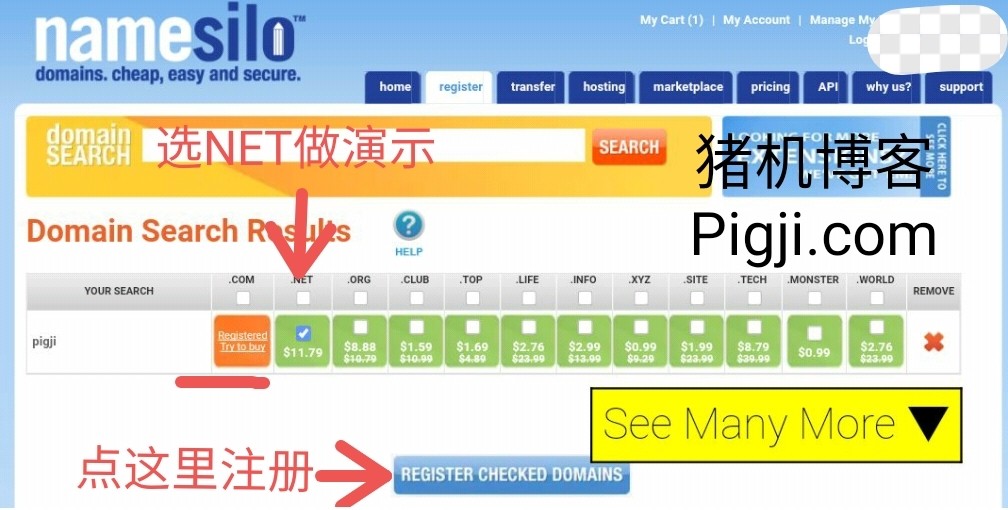 namesilo™
domains. cheap, easy and secure.
My Cart (1) | My Account | Manage My
home register transfer hosting marketplace pricing API why us? support
domain SEARCH
选NET做演示
SEARCH
LOOKING FOR MORE
CLICK HERE TO SEE MORE
猪机博客
Pigji.com
Domain Search Results
HELP
YOUR SEARCH .COM .NET .ORG .CLUB .TOP .LIFE .INFO .XYZ .SITE .TECH .MONSTER .WORLD REMOVE
pigji
Registered
Try to buy
$11.79
$8.88 $10.79
$1.59 $10.99
$1.69 $4.89
$2.76 $23.99
$2.99 $13.99
$0.99 $9.29
$1.99 $23.99
$8.79 $39.99
$0.99
$2.76 $23.99
See Many More
点这里注册
REGISTER CHECKED DOMAINS